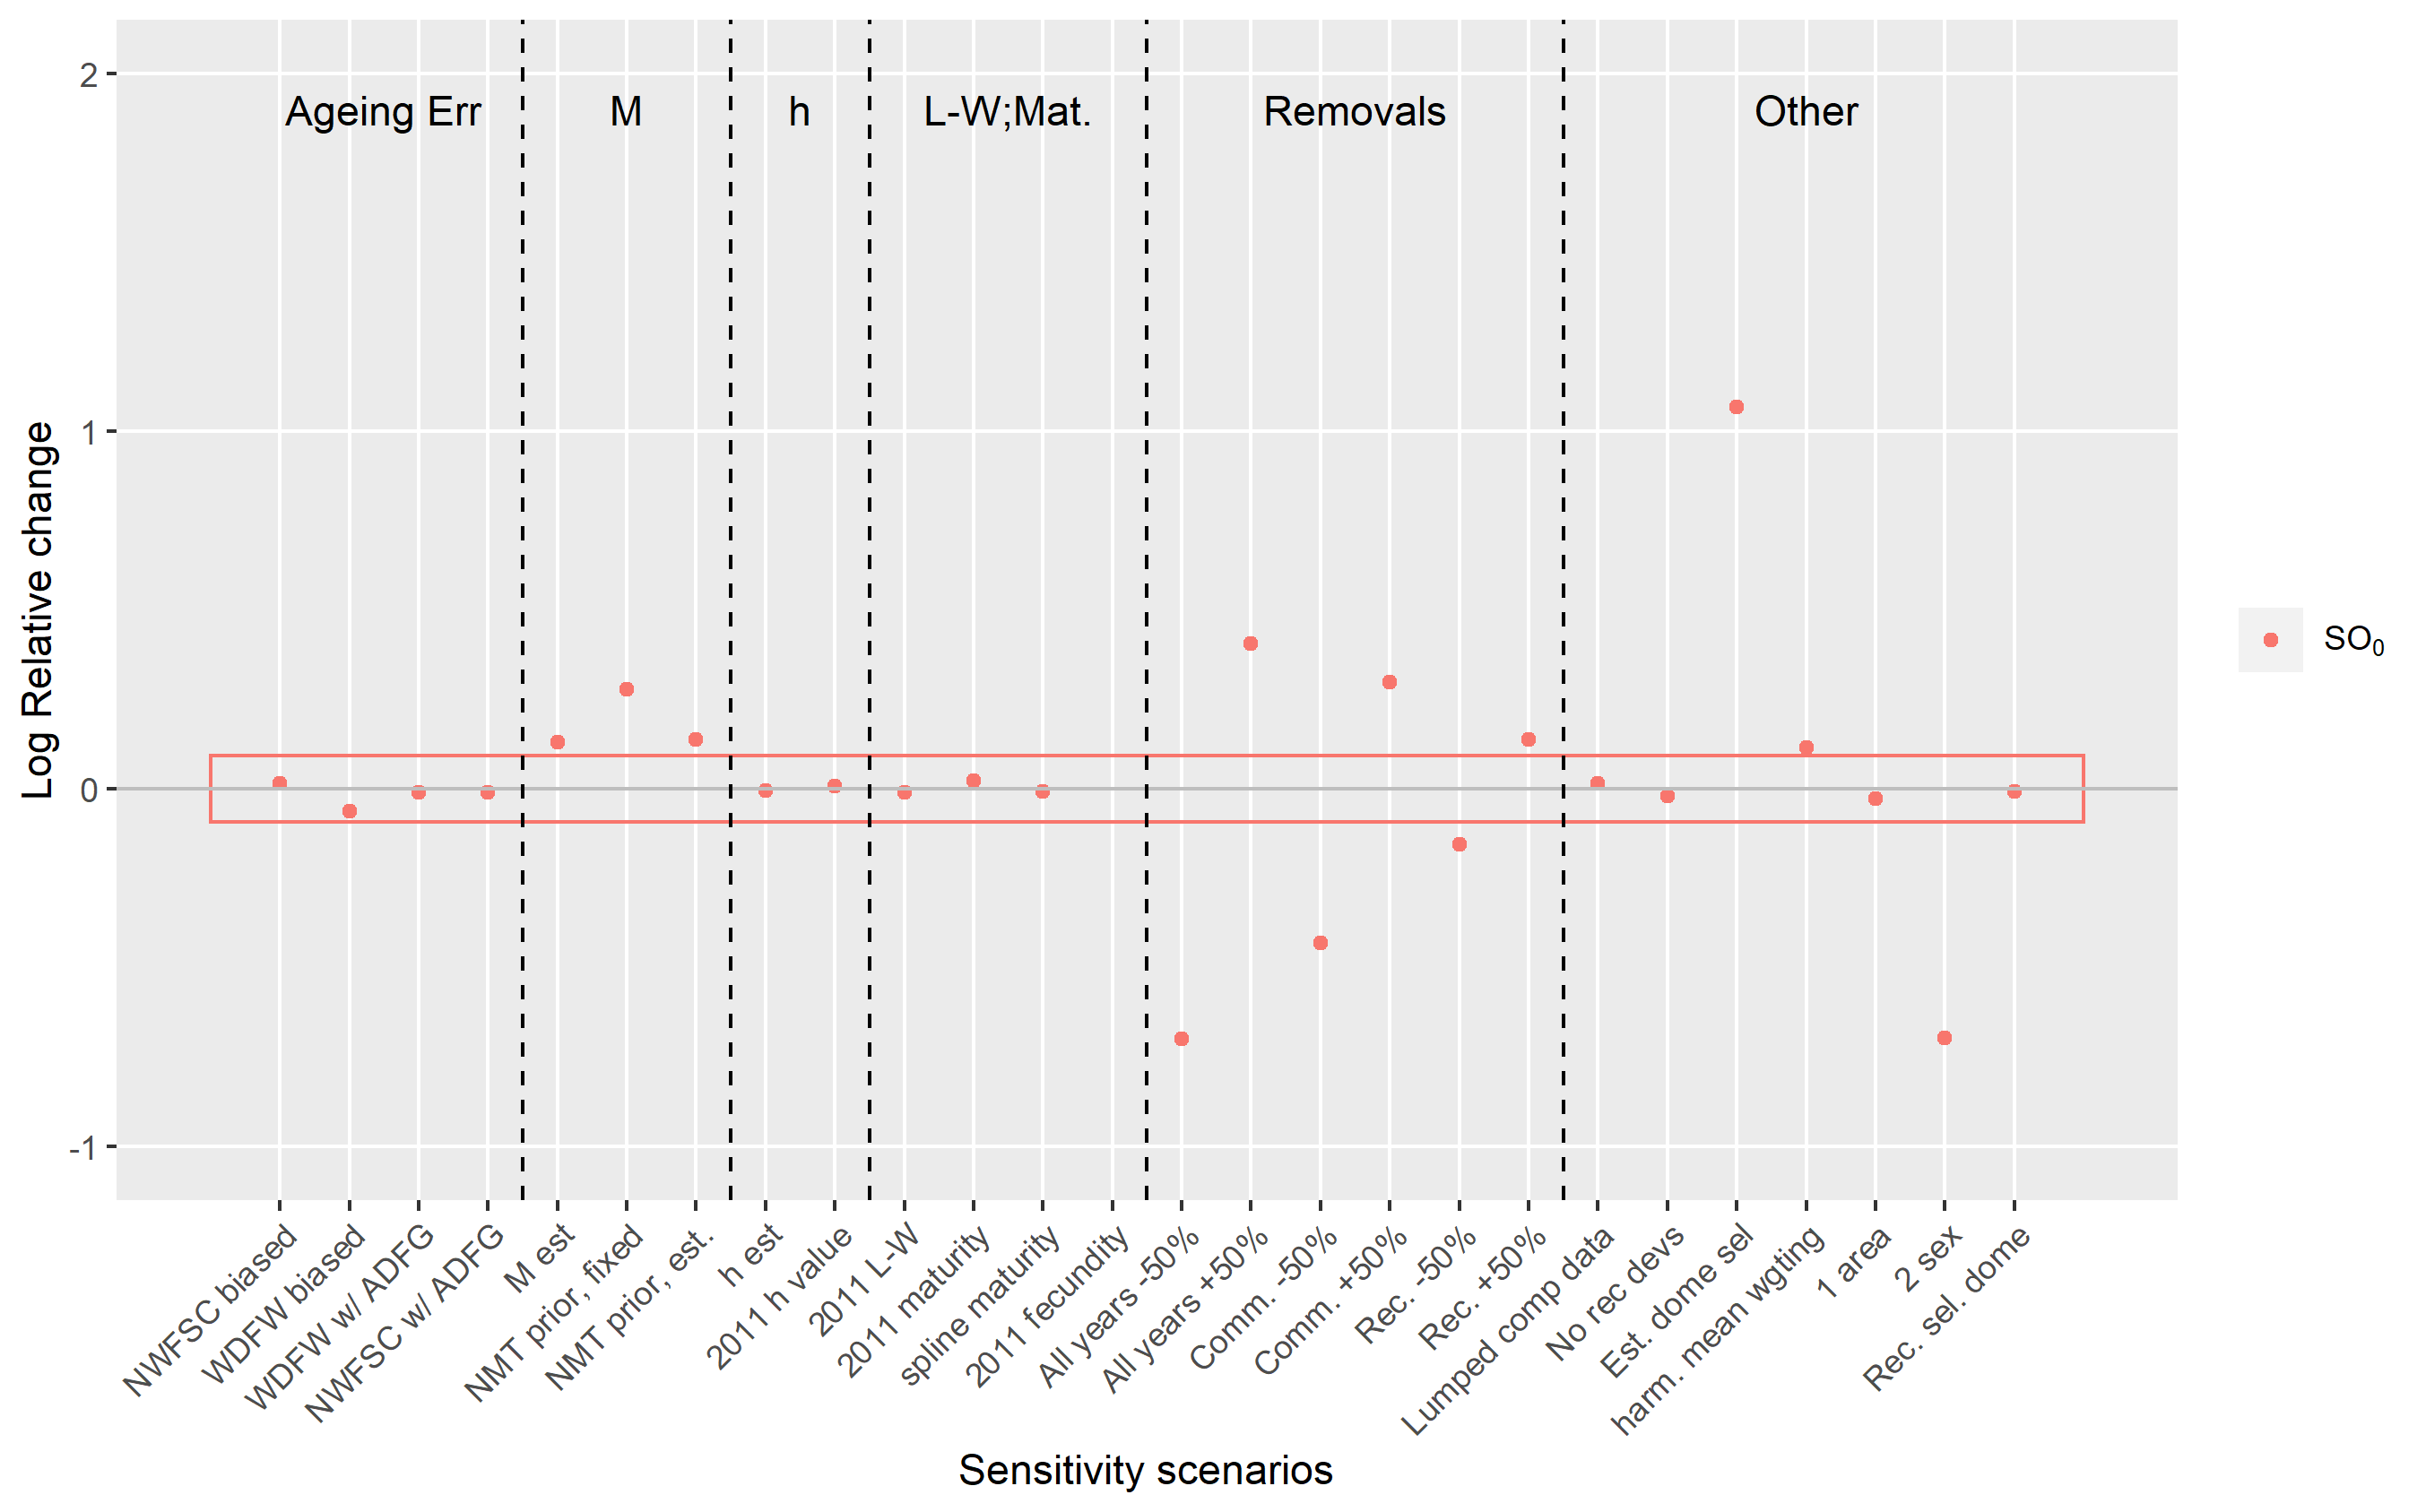 Ageing Err
M
h
L-W;Mat.
Removals
Other
2
1
0
-1
Log Relative change
SO₀
NWFSC biased
WDFW biased
WDFW w/ ADFG
NWFSC w/ ADFG
M est
NMT prior, fixed
NMT prior, est.
h est
2011 h value
2011 L-W
2011 maturity
spline maturity
2011 fecundity
All years -50%
All years +50%
Comm. -50%
Comm. +50%
Rec. -50%
Rec. +50%
Lumped comp data
No rec devs
Est. dome sel
harm. mean wgting
1 area
2 sex
Rec. sel. dome
Sensitivity scenarios